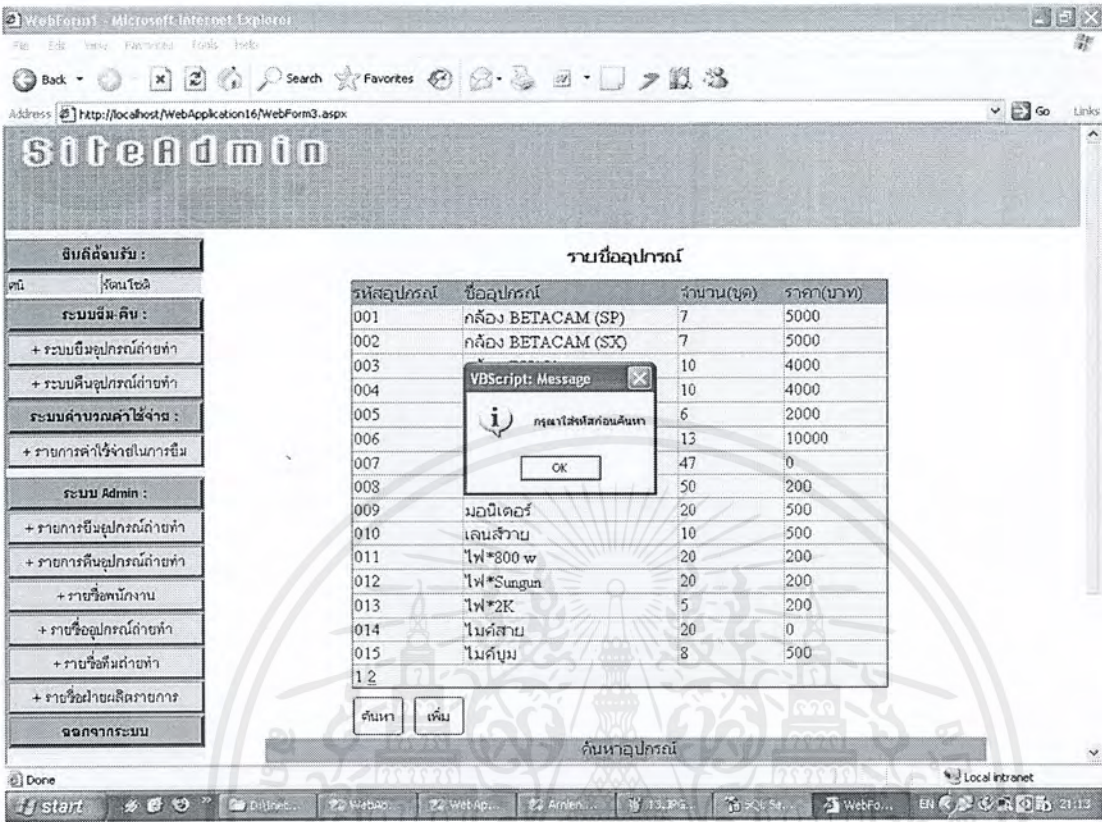 WebForm1 - Microsoft Internet Explorer
File Edit View Favorites Tools Help
Back Search Favorites
Address http://localhost/WebApplication16/WebForm3.aspx Go Links
SiteAdmin
ยินดีต้อนรับ :
รัตนโชติ
ระบบยืม-คืน :
+ ระบบยืมอุปกรณ์ถ่ายทำ
+ ระบบคืนอุปกรณ์ถ่ายทำ
ระบบคำนวณค่าใช้จ่าย :
+ รายการค่าใช้จ่ายในการยืม
ระบบ Admin :
+ รายการยืมอุปกรณ์ถ่ายทำ
+ รายการคืนอุปกรณ์ถ่ายทำ
+ รายชื่อพนักงาน
+ รายชื่ออุปกรณ์ถ่ายทำ
+ รายชื่อทีมถ่ายทำ
+ รายชื่อฝ่ายผลิตรายการ
ออกจากระบบ
รายชื่ออุปกรณ์
รหัสอุปกรณ์ ชื่ออุปกรณ์ จำนวน(ชุด) ราคา(บาท)
001 กล้อง BETACAM (SP) 7 5000
002 กล้อง BETACAM (SX) 7 5000
003 10 4000
004 10 4000
005 6 2000
006 13 10000
007 47 0
008 50 200
009 มอนิเตอร์ 20 500
010 เลนส์วาย 10 500
011 ไฟ*800 w 20 200
012 ไฟ*Sungun 20 200
013 ไฟ*2K 5 200
014 ไมค์สาย 20 0
015 ไมค์บูม 8 500
1 2
VBScript: Message
กรุณาใส่รหัสก่อนค้นหา
OK
ค้นหา เพิ่ม
ค้นหาอุปกรณ์
Done Local intranet
start 13.JPG... SQL Se... WebFo... EN 21:13